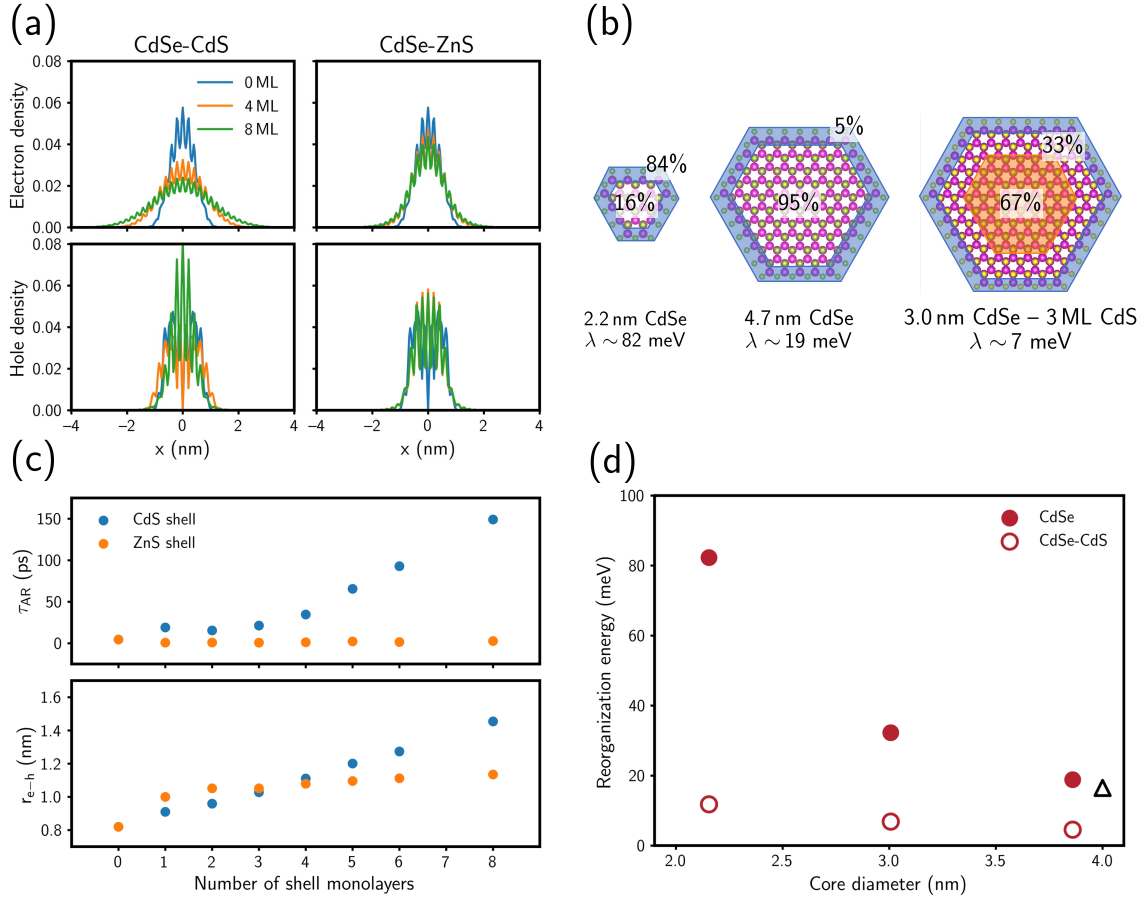 (a)
CdSe-CdS
CdSe-ZnS
Electron density
0.08
0.06
0.04
0.02
0.00
0 ML
4 ML
8 ML
Hole density
0.08
0.06
0.04
0.02
0.00
−4 −2 0 2 4
−4 −2 0 2 4
x (nm)
x (nm)
(b)
84%
16%
5%
95%
33%
67%
2.2 nm CdSe
λ ∼ 82 meV
4.7 nm CdSe
λ ∼ 19 meV
3.0 nm CdSe – 3 ML CdS
λ ∼ 7 meV
(c)
τAR (ps)
150
100
50
0
CdS shell
ZnS shell
re−h (nm)
1.6
1.4
1.2
1.0
0.8
0 1 2 3 4 5 6 8
Number of shell monolayers
(d)
Reorganization energy (meV)
100
80
60
40
20
0
CdSe
CdSe-CdS
2.0 2.5 3.0 3.5 4.0
Core diameter (nm)